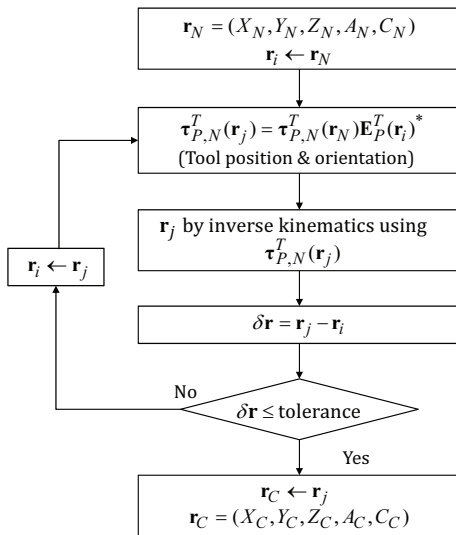 𝐫_N = (X_N, Y_N, Z_N, A_N, C_N)
𝐫_i ← 𝐫_N
𝛕^T_{P,N}(𝐫_j) = 𝛕^T_{P,N}(𝐫_N)𝐄^T_P(𝐫_i)^*
(Tool position & orientation)
𝐫_j by inverse kinematics using
𝛕^T_{P,N}(𝐫_j)
𝐫_i ← 𝐫_j
δ𝐫 = 𝐫_j − 𝐫_i
No
δ𝐫 ≤ tolerance
Yes
𝐫_C ← 𝐫_j
𝐫_C = (X_C, Y_C, Z_C, A_C, C_C)